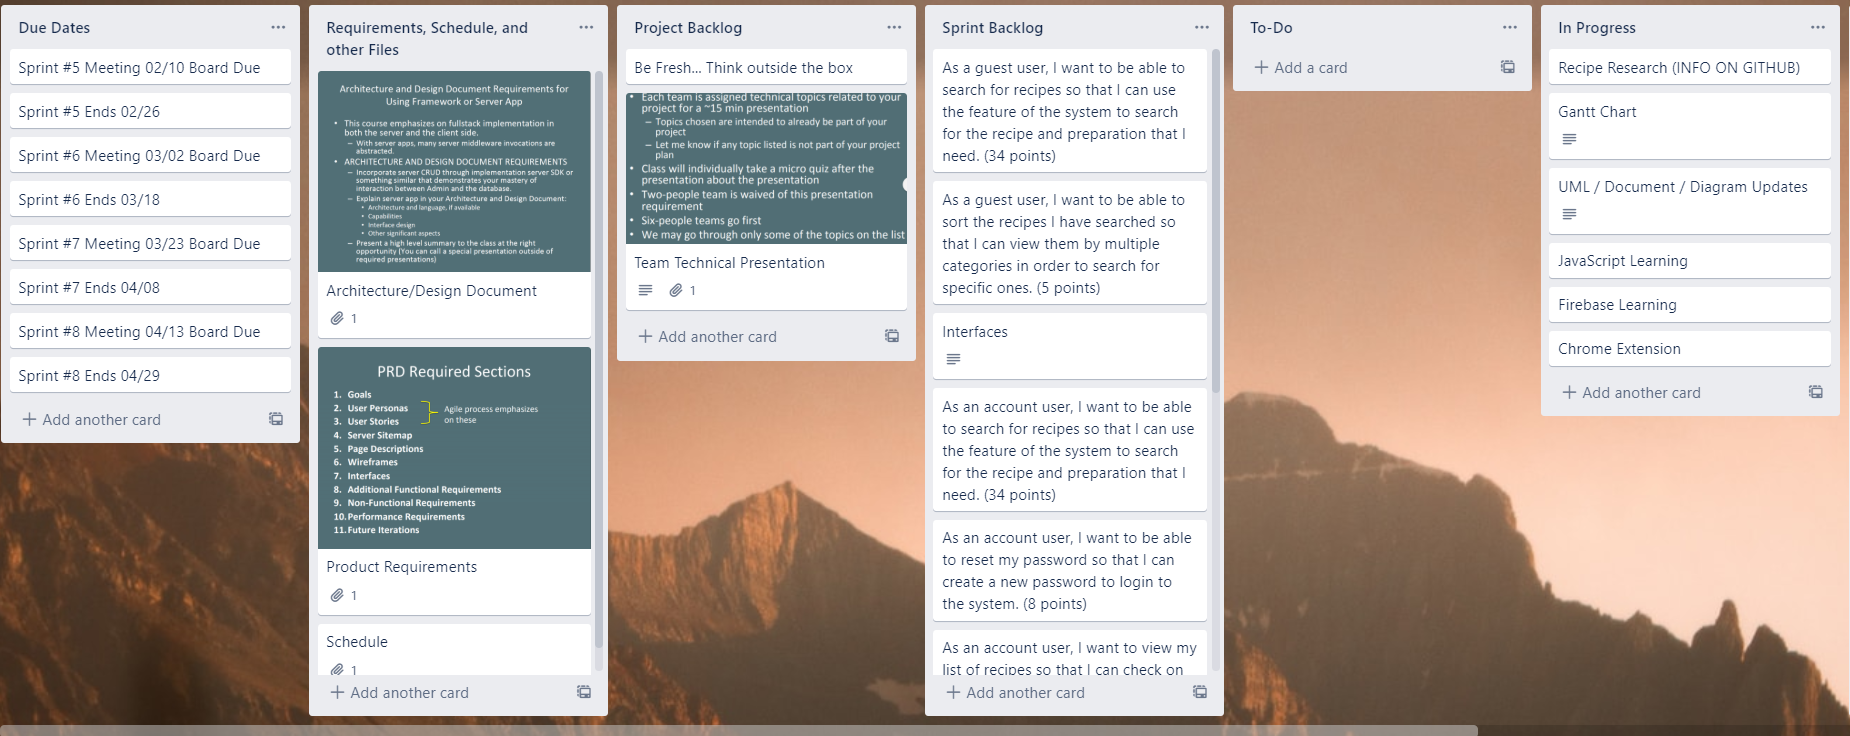 Due Dates
Sprint #5 Meeting 02/10 Board Due
Sprint #5 Ends 02/26
Sprint #6 Meeting 03/02 Board Due
Sprint #6 Ends 03/18
Sprint #7 Meeting 03/23 Board Due
Sprint #7 Ends 04/08
Sprint #8 Meeting 04/13 Board Due
Sprint #8 Ends 04/29
Add another card
Requirements, Schedule, and
other Files
Architecture and Design Document Requirements for
Using Framework or Server App
• This course emphasizes on fullstack implementation in
both the server and the client side.
– With server apps, many server middleware invocations are
abstracted.
• ARCHITECTURE AND DESIGN DOCUMENT REQUIREMENTS
– Incorporate server CRUD through implementation server SDK or
something similar that demonstrates your mastery of
interaction between Admin and the database.
– Explain server app in your Architecture and Design Document:
• Architecture and language, if available
• Capabilities
• Interface design
• Other significant aspects
– Present a high level summary to the class at the right
opportunity (You can call a special presentation outside of
required presentations)
Architecture/Design Document
1
PRD Required Sections
1. Goals
2. User Personas
3. User Stories
Agile process emphasizes
on these
4. Server Sitemap
5. Page Descriptions
6. Wireframes
7. Interfaces
8. Additional Functional Requirements
9. Non-Functional Requirements
10. Performance Requirements
11. Future Iterations
Product Requirements
1
Schedule
1
Add another card
Project Backlog
Be Fresh... Think outside the box
• Each team is assigned technical topics related to your
project for a ~15 min presentation
– Topics chosen are intended to already be part of your
project
– Let me know if any topic listed is not part of your project
plan
• Class will individually take a micro quiz after the
presentation about the presentation
• Two-people team is waived of this presentation
requirement
• Six-people teams go first
• We may go through only some of the topics on the list
Team Technical Presentation
1
Add another card
Sprint Backlog
As a guest user, I want to be able to
search for recipes so that I can use
the feature of the system to search
for the recipe and preparation that I
need. (34 points)
As a guest user, I want to be able to
sort the recipes I have searched so
that I can view them by multiple
categories in order to search for
specific ones. (5 points)
Interfaces
As an account user, I want to be able
to search for recipes so that I can use
the feature of the system to search
for the recipe and preparation that I
need. (34 points)
As an account user, I want to be able
to reset my password so that I can
create a new password to login to
the system. (8 points)
As an account user, I want to view my
list of recipes so that I can check on
Add another card
To-Do
Add a card
In Progress
Recipe Research (INFO ON GITHUB)
Gantt Chart
UML / Document / Diagram Updates
JavaScript Learning
Firebase Learning
Chrome Extension
Add another card